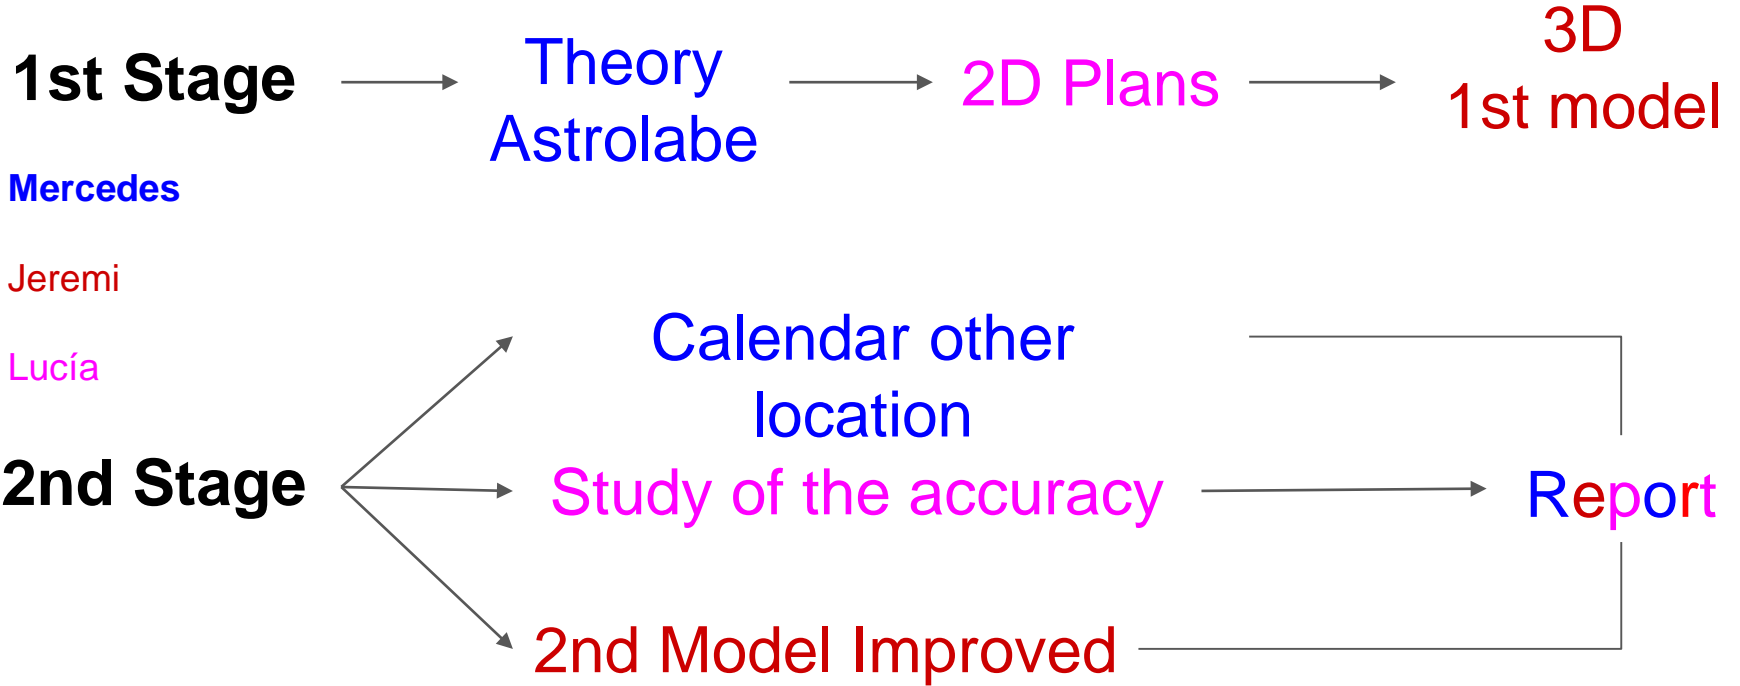 1st Stage
Theory
Astrolabe
2D Plans
3D
1st model
Mercedes
Jeremi
Lucía
2nd Stage
Calendar other
location
Study of the accuracy
2nd Model Improved
Report